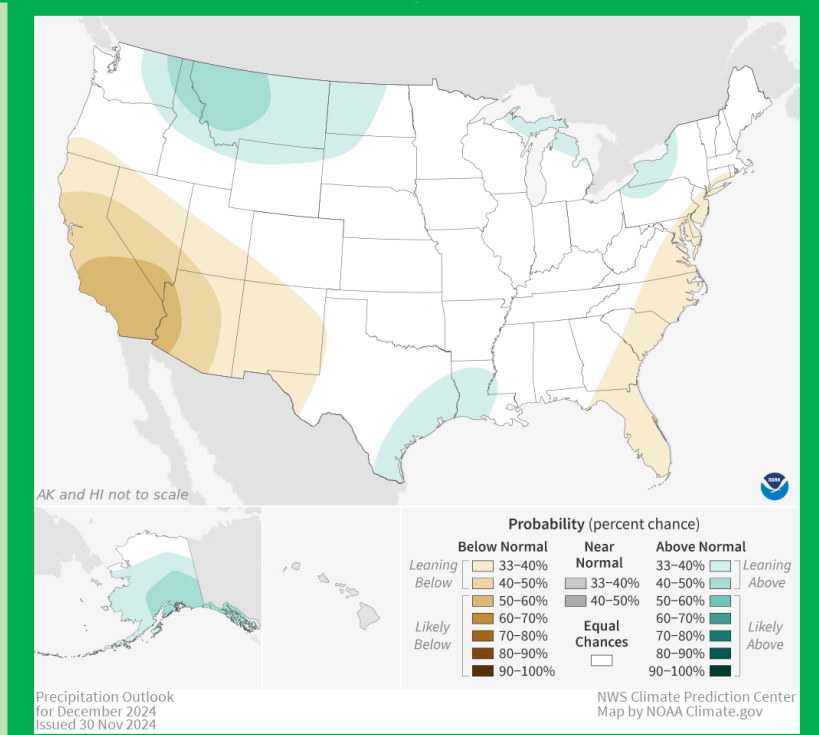 AK and HI not to scale
Probability (percent chance)
Below Normal
Near Normal
Above Normal
Leaning Below
33–40%
40–50%
Likely Below
50–60%
60–70%
70–80%
80–90%
90–100%
33–40%
40–50%
Equal Chances
33–40%
40–50%
Leaning Above
50–60%
60–70%
70–80%
80–90%
90–100%
Likely Above
Precipitation Outlook
for December 2024
Issued 30 Nov 2024
NWS Climate Prediction Center
Map by NOAA Climate.gov